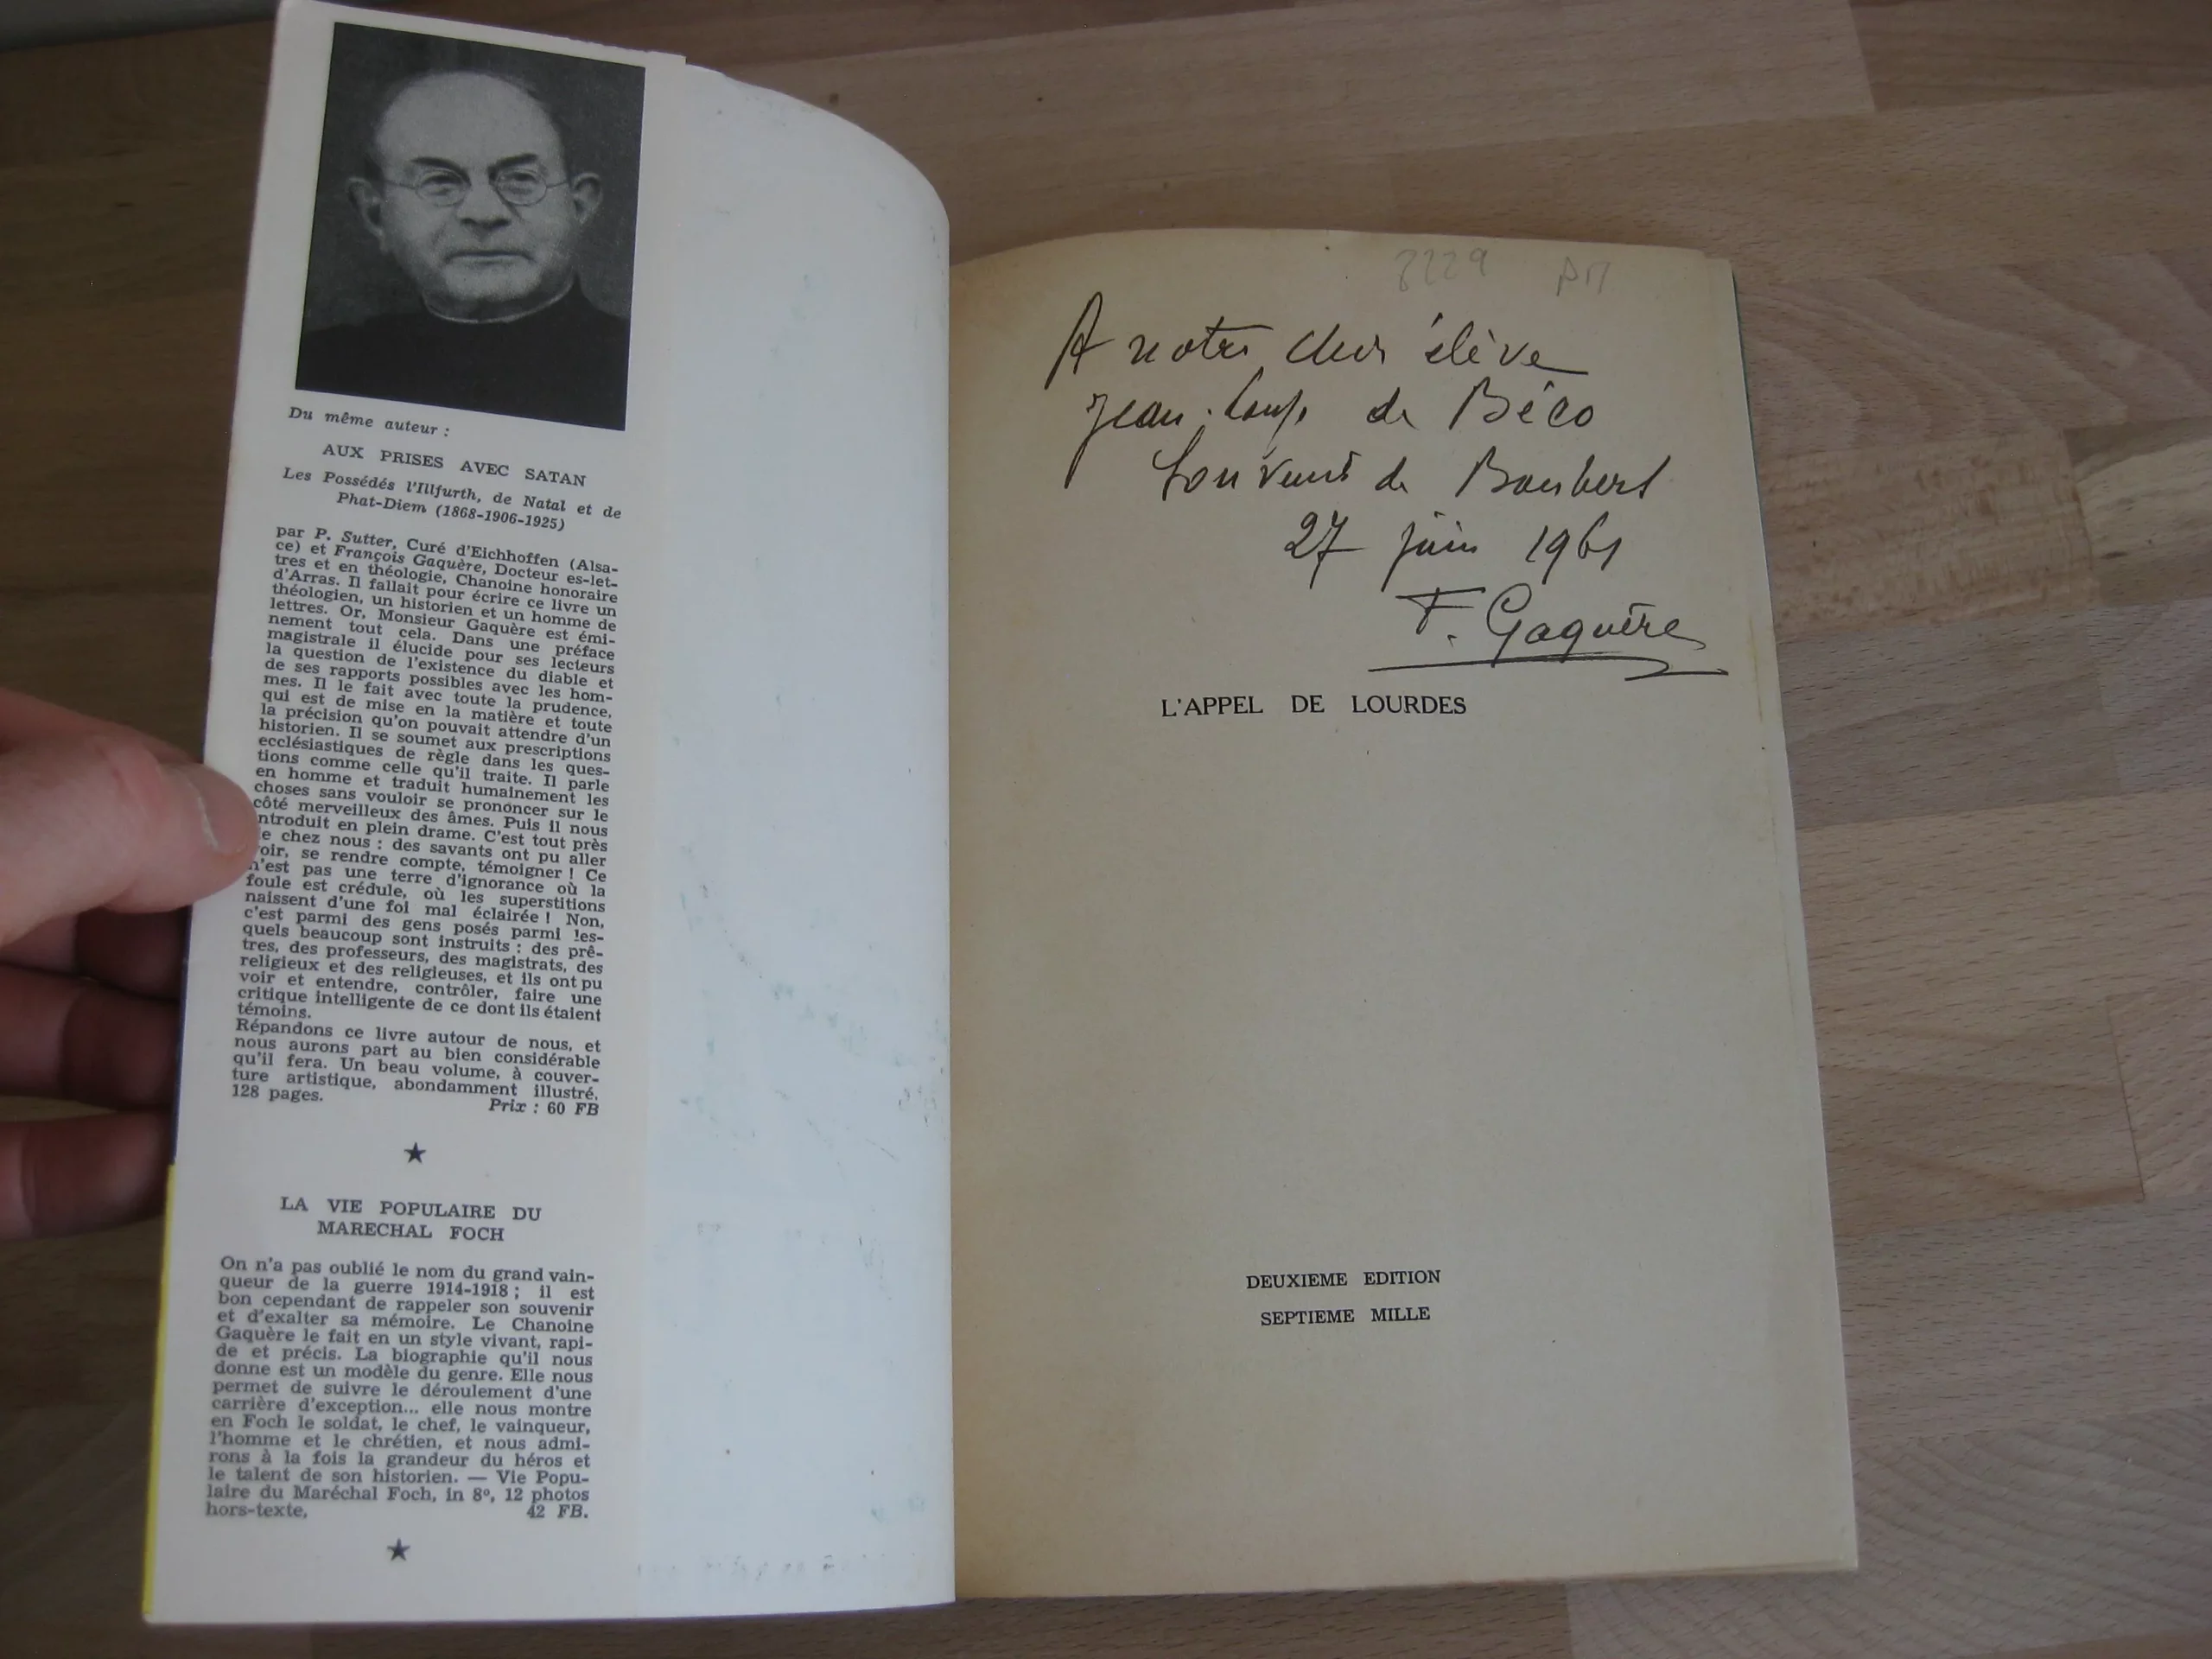 Du même auteur :
AUX PRISES AVEC SATAN
Les Possédés l'Illfurth, de Natal et de
Phat-Diem (1868-1906-1925)
par P. Sutter, Curé d'Eichhoffen (Alsa-
ce) et François Gaquère, Docteur es-let-
tres et en théologie, Chanoine honoraire
d'Arras. Il fallait pour écrire ce livre un
théologien, un historien et un homme de
lettres. Or, Monsieur Gaquère est émi-
nement tout cela. Dans une préface
magistrale il élucide pour ses lecteurs
la question de l'existence du diable et
de ses rapports possibles avec les hom-
mes. Il le fait avec toute la prudence,
qui est de mise en la matière et toute
la précision qu'on pouvait attendre d'un
historien. Il se soumet aux prescriptions
ecclésiastiques de règle dans les ques-
tions comme celle qu'il traite. Il parle
en homme et traduit humainement les
choses sans vouloir se prononcer sur le
côté merveilleux des âmes. Puis il nous
ntroduit en plein drame. C'est tout près
e chez nous : des savants ont pu aller
oir, se rendre compte, témoigner ! Ce
n'est pas une terre d'ignorance où la
foule est crédule, où les superstitions
naissent d'une foi mal éclairée ! Non,
c'est parmi des gens posés parmi les-
quels beaucoup sont instruits : des prê-
tres, des professeurs, des magistrats, des
religieux et des religieuses, et ils ont pu
voir et entendre, contrôler, faire une
critique intelligente de ce dont ils étaient
témoins.
Répandons ce livre autour de nous, et
nous aurons part au bien considérable
qu'il fera. Un beau volume, à couver-
ture artistique, abondamment illustré,
128 pages. Prix : 60 FB
★
LA VIE POPULAIRE DU
MARECHAL FOCH
On n'a pas oublié le nom du grand vain-
queur de la guerre 1914-1918 ; il est
bon cependant de rappeler son souvenir
et d'exalter sa mémoire. Le Chanoine
Gaquère le fait en un style vivant, rapi-
de et précis. La biographie qu'il nous
donne est un modèle du genre. Elle nous
permet de suivre le déroulement d'une
carrière d'exception... elle nous montre
en Foch le soldat, le chef, le vainqueur,
l'homme et le chrétien, et nous admi-
rons à la fois la grandeur du héros et
le talent de son historien. — Vie Popu-
laire du Maréchal Foch, in 8º, 12 photos
hors-texte, 42 FB.
★
A notre cher élève
Jean-Loup de Béco
Souvenir de Boubert
27 juin 1961
F. Gaquère
L'APPEL DE LOURDES
DEUXIEME EDITION
SEPTIEME MILLE